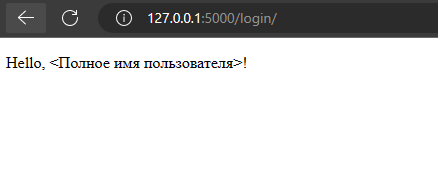 127.0.0.1:5000/login/
Hello, <Полное имя пользователя>!